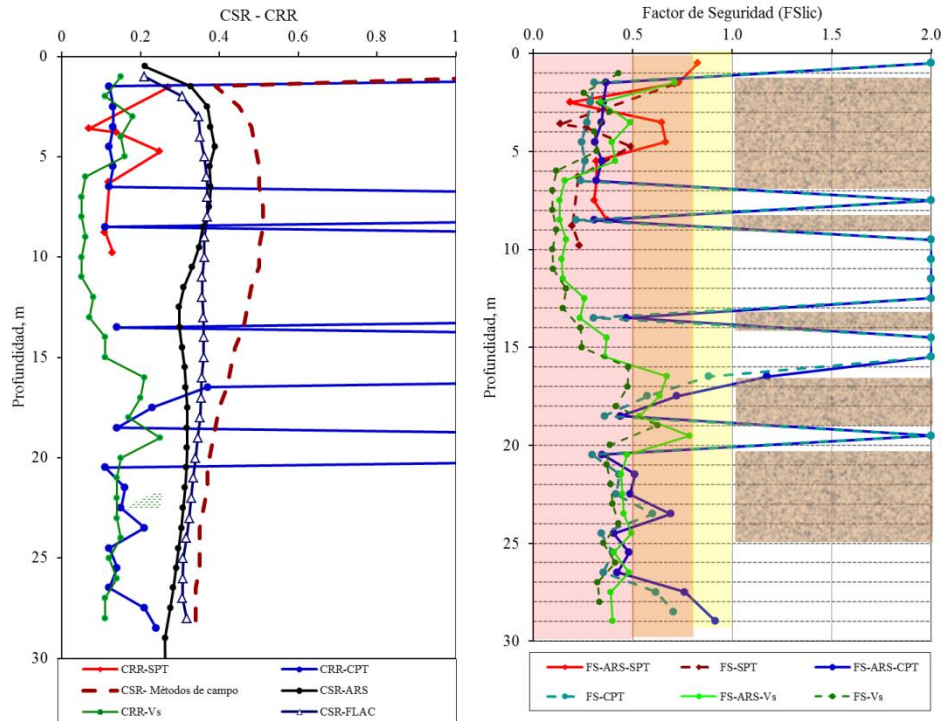 CSR - CRR
0 0.2 0.4 0.6 0.8 1
Profundidad, m
0
5
10
15
20
25
30
CRR-SPT CRR-CPT
CSR- Métodos de campo CSR-ARS
CRR-Vs CSR-FLAC
Factor de Seguridad (FSlic)
0.0 0.5 1.0 1.5 2.0
Profundidad, m
0
5
10
15
20
25
30
FS-ARS-SPT FS-SPT FS-ARS-CPT
FS-CPT FS-ARS-Vs FS-Vs